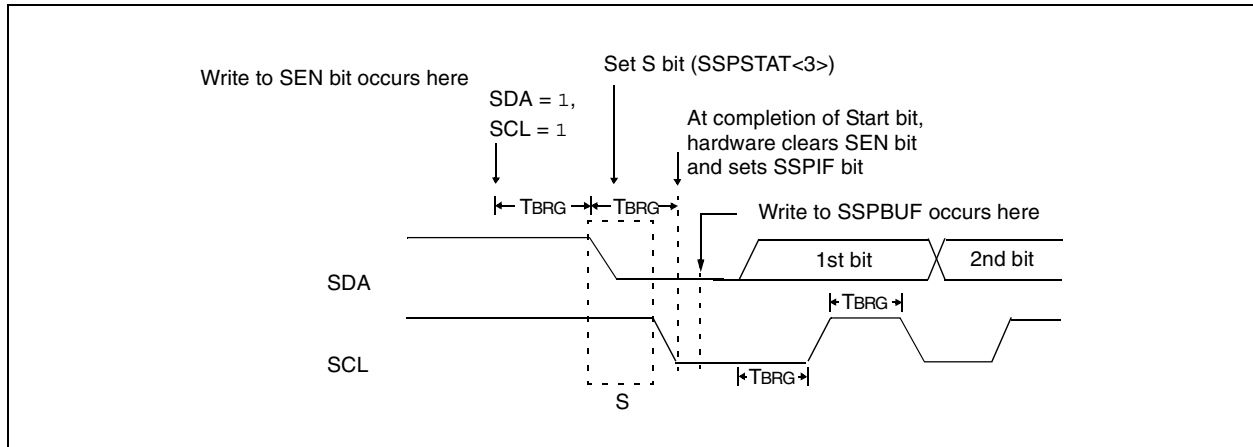 Write to SEN bit occurs here
Set S bit (SSPSTAT<3>)
SDA = 1,
SCL = 1
At completion of Start bit,
hardware clears SEN bit
and sets SSPIF bit
TBRG
TBRG
Write to SSPBUF occurs here
SDA
1st bit
2nd bit
TBRG
SCL
TBRG
S